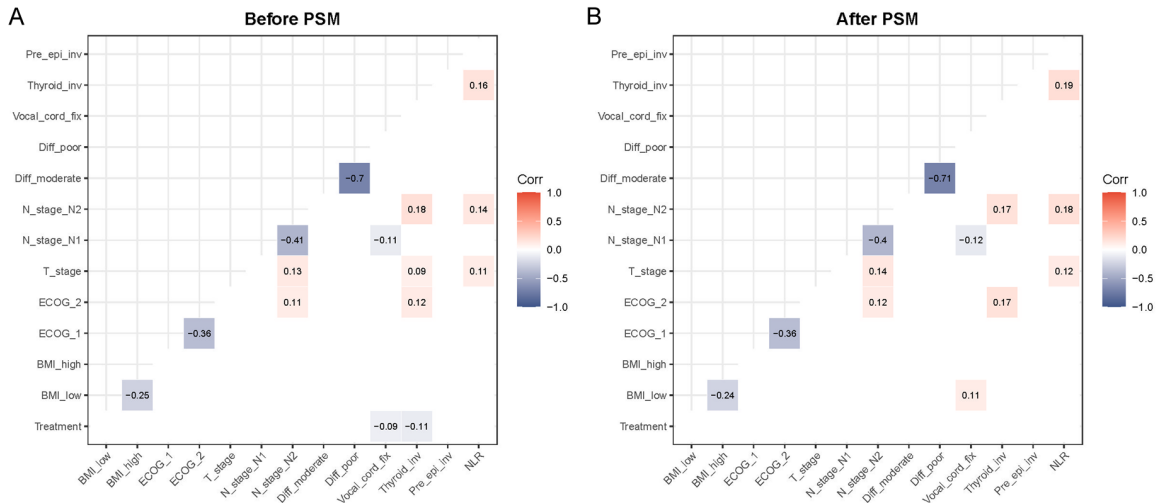 A
Before PSM
Pre_epi_inv
Thyroid_inv
0.16
Vocal_cord_fix
Diff_poor
Diff_moderate
−0.7
N_stage_N2
0.18
0.14
N_stage_N1
−0.41
−0.11
T_stage
0.13
0.09
0.11
ECOG_2
0.11
0.12
ECOG_1
−0.36
BMI_high
BMI_low
−0.25
Treatment
−0.09
−0.11
BMI_low
BMI_high
ECOG_1
ECOG_2
T_stage
N_stage_N1
N_stage_N2
Diff_moderate
Diff_poor
Vocal_cord_fix
Thyroid_inv
Pre_epi_inv
NLR
Corr
1.0
0.5
0.0
−0.5
−1.0
B
After PSM
Pre_epi_inv
Thyroid_inv
0.19
Vocal_cord_fix
Diff_poor
Diff_moderate
−0.71
N_stage_N2
0.17
0.18
N_stage_N1
−0.4
−0.12
T_stage
0.14
0.12
ECOG_2
0.12
0.17
ECOG_1
−0.36
BMI_high
BMI_low
−0.24
0.11
Treatment
BMI_low
BMI_high
ECOG_1
ECOG_2
T_stage
N_stage_N1
N_stage_N2
Diff_moderate
Diff_poor
Vocal_cord_fix
Thyroid_inv
Pre_epi_inv
NLR
Corr
1.0
0.5
0.0
−0.5
−1.0